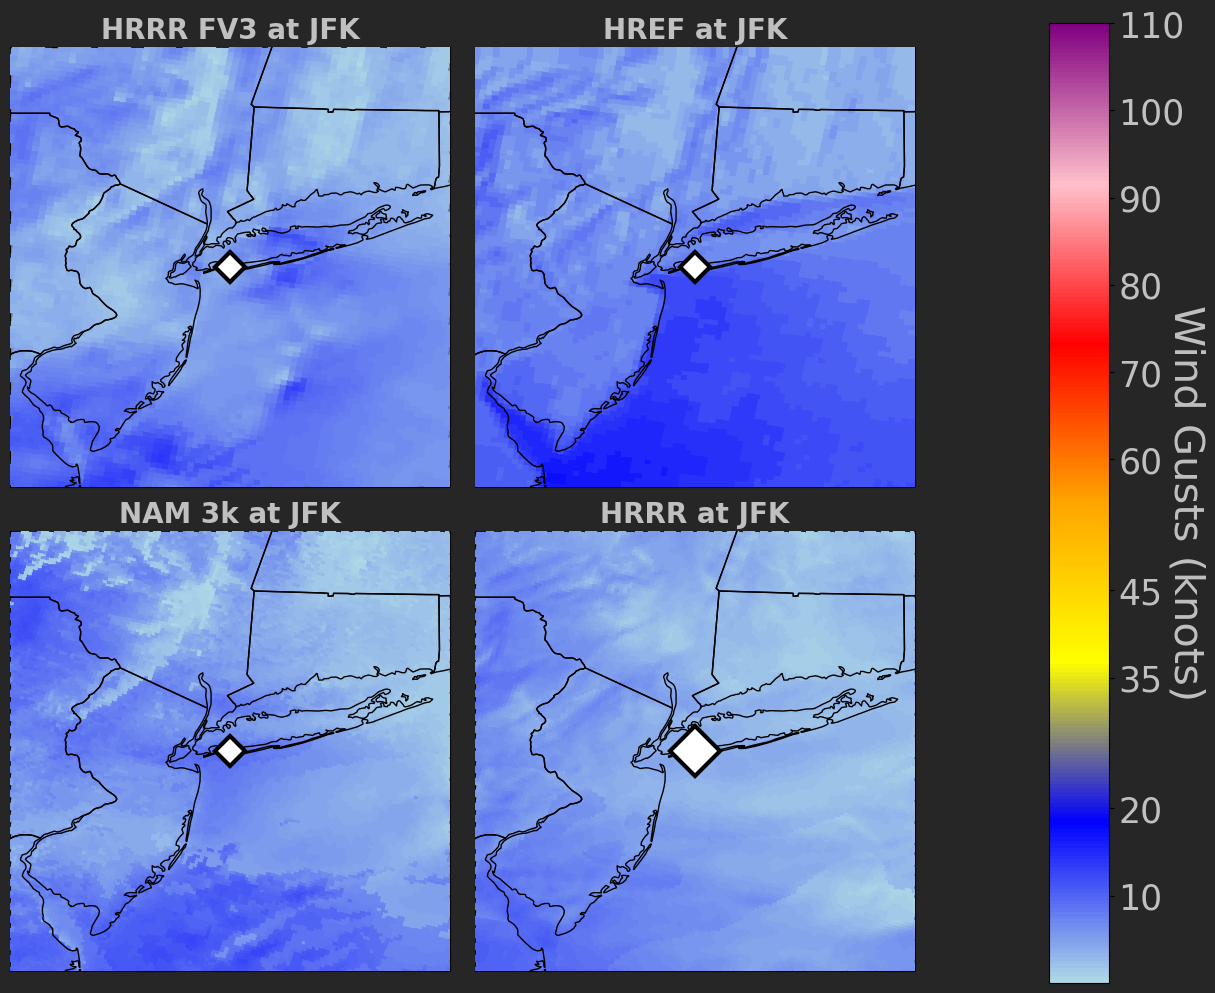 HRRR FV3 at JFK
HREF at JFK
NAM 3k at JFK
HRRR at JFK
110
100
90
80
70
60
45
35
20
10
Wind Gusts (knots)